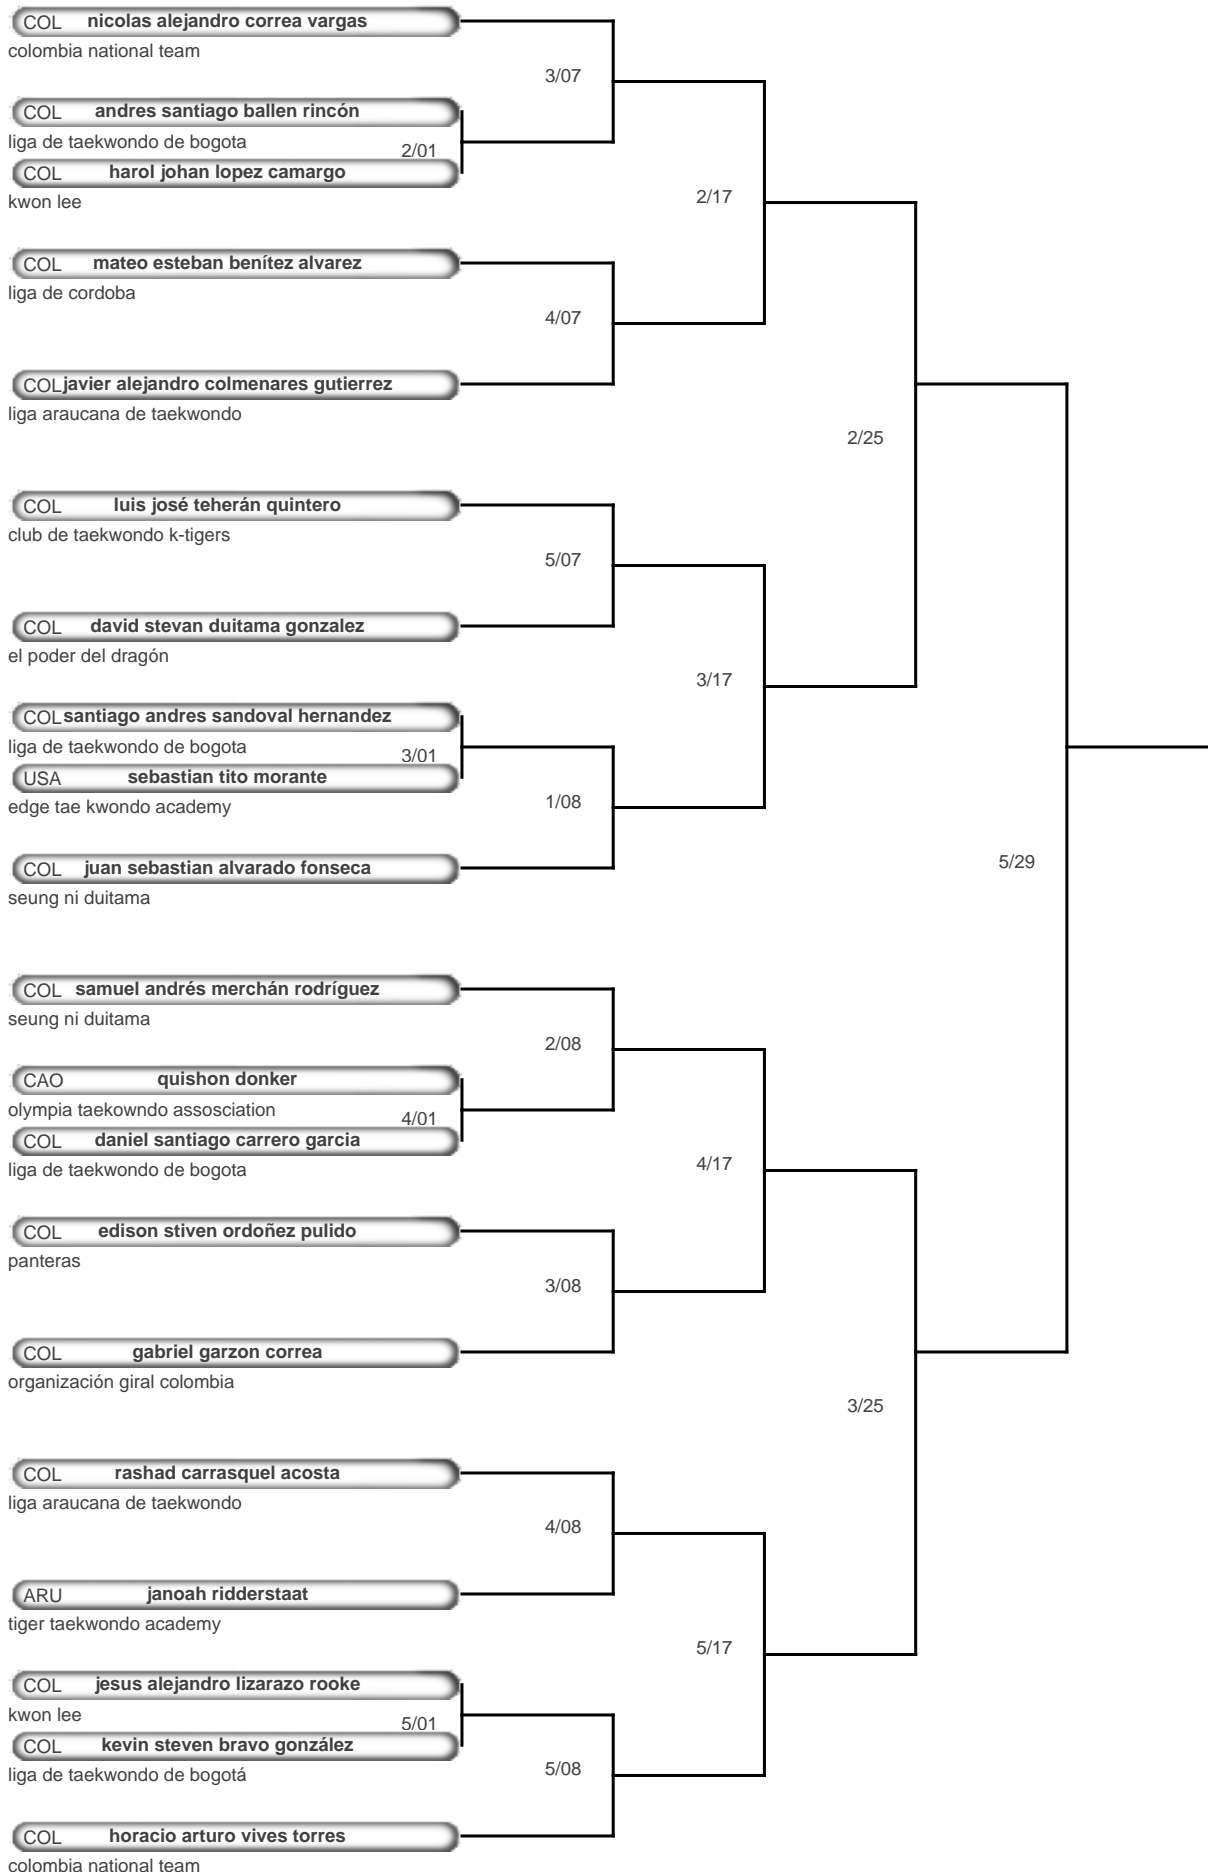 COL nicolas alejandro correa vargas
colombia national team
3/07
COL andres santiago ballen rincón
liga de taekwondo de bogota
2/01
COL harol johan lopez camargo
kwon lee
2/17
COL mateo esteban benítez alvarez
liga de cordoba
4/07
COL javier alejandro colmenares gutierrez
liga araucana de taekwondo
2/25
COL luis josé teherán quintero
club de taekwondo k-tigers
5/07
COL david stevan duitama gonzalez
el poder del dragón
3/17
COL santiago andres sandoval hernandez
liga de taekwondo de bogota
3/01
USA sebastian tito morante
edge tae kwondo academy
1/08
COL juan sebastian alvarado fonseca
seung ni duitama
5/29
COL samuel andrés merchán rodríguez
seung ni duitama
2/08
CAO quishon donker
olympia taekowndo assosciation
4/01
COL daniel santiago carrero garcia
liga de taekwondo de bogota
4/17
COL edison stiven ordoñez pulido
panteras
3/08
COL gabriel garzon correa
organización giral colombia
3/25
COL rashad carrasquel acosta
liga araucana de taekwondo
4/08
ARU janoah ridderstaat
tiger taekwondo academy
5/17
COL jesus alejandro lizarazo rooke
kwon lee
5/01
COL kevin steven bravo gonzález
liga de taekwondo de bogotá
5/08
COL horacio arturo vives torres
colombia national team